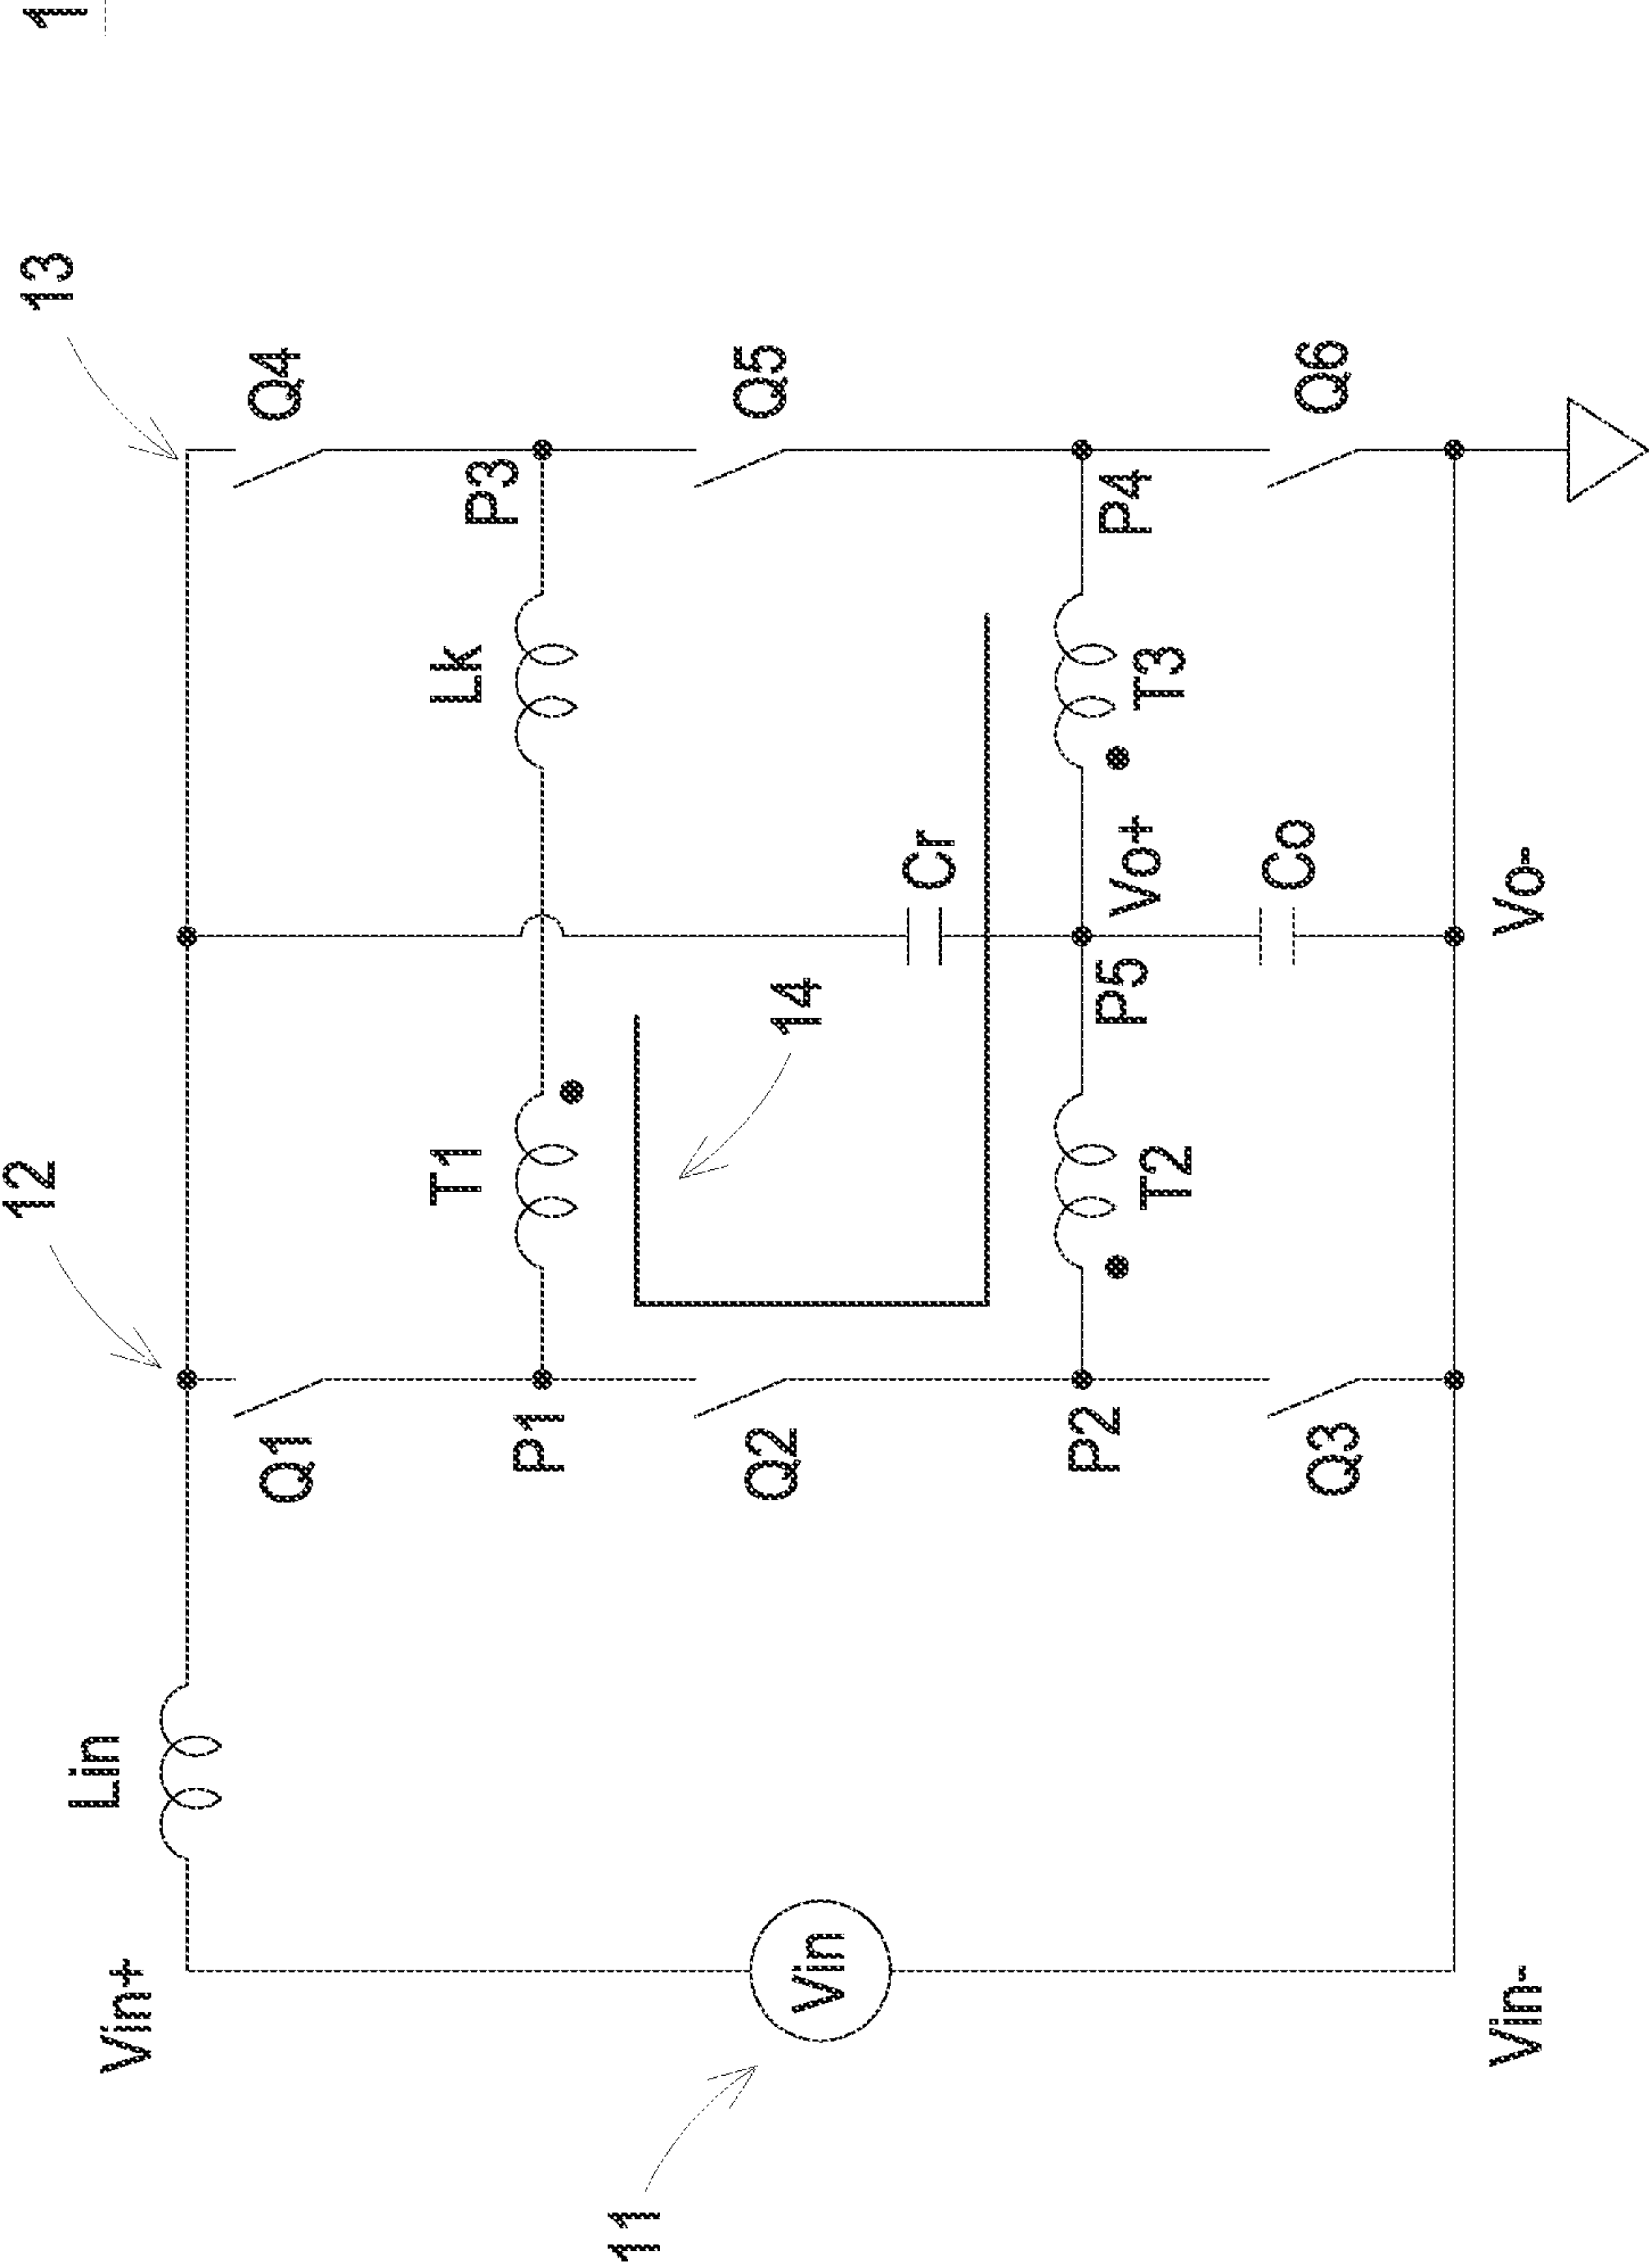 1
12
13
Vin+
Lin
Q1
Q4
T1
Lk
P1
P3
11
Vin
Q2
14
Cr
Q5
P2
T2
P5
Vo+
T3
P4
Q3
Co
Q6
Vin-
Vo-